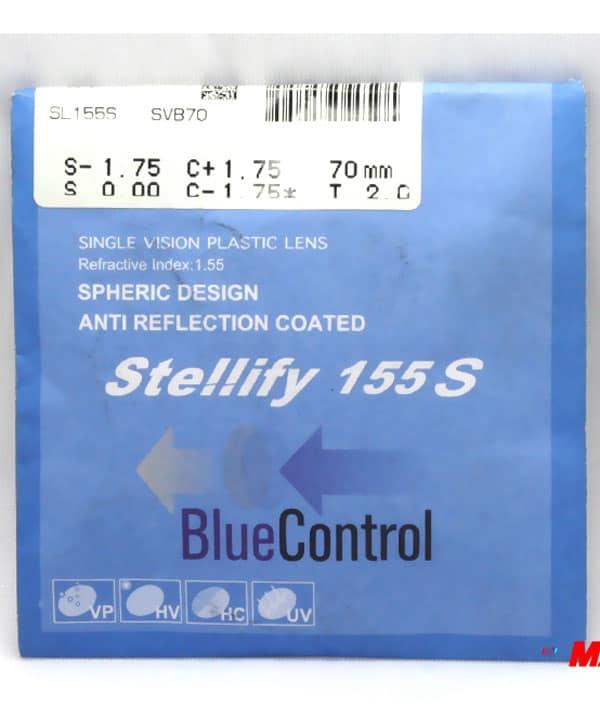 SL155S SVB70
S- 1.75 C+1.75 70mm
S 0.00 C- 1.75* T 2.0
SINGLE VISION PLASTIC LENS
Refractive Index:1.55
SPHERIC DESIGN
ANTI REFLECTION COATED
Stellify 155 S
BlueControl
VP HV HC UV